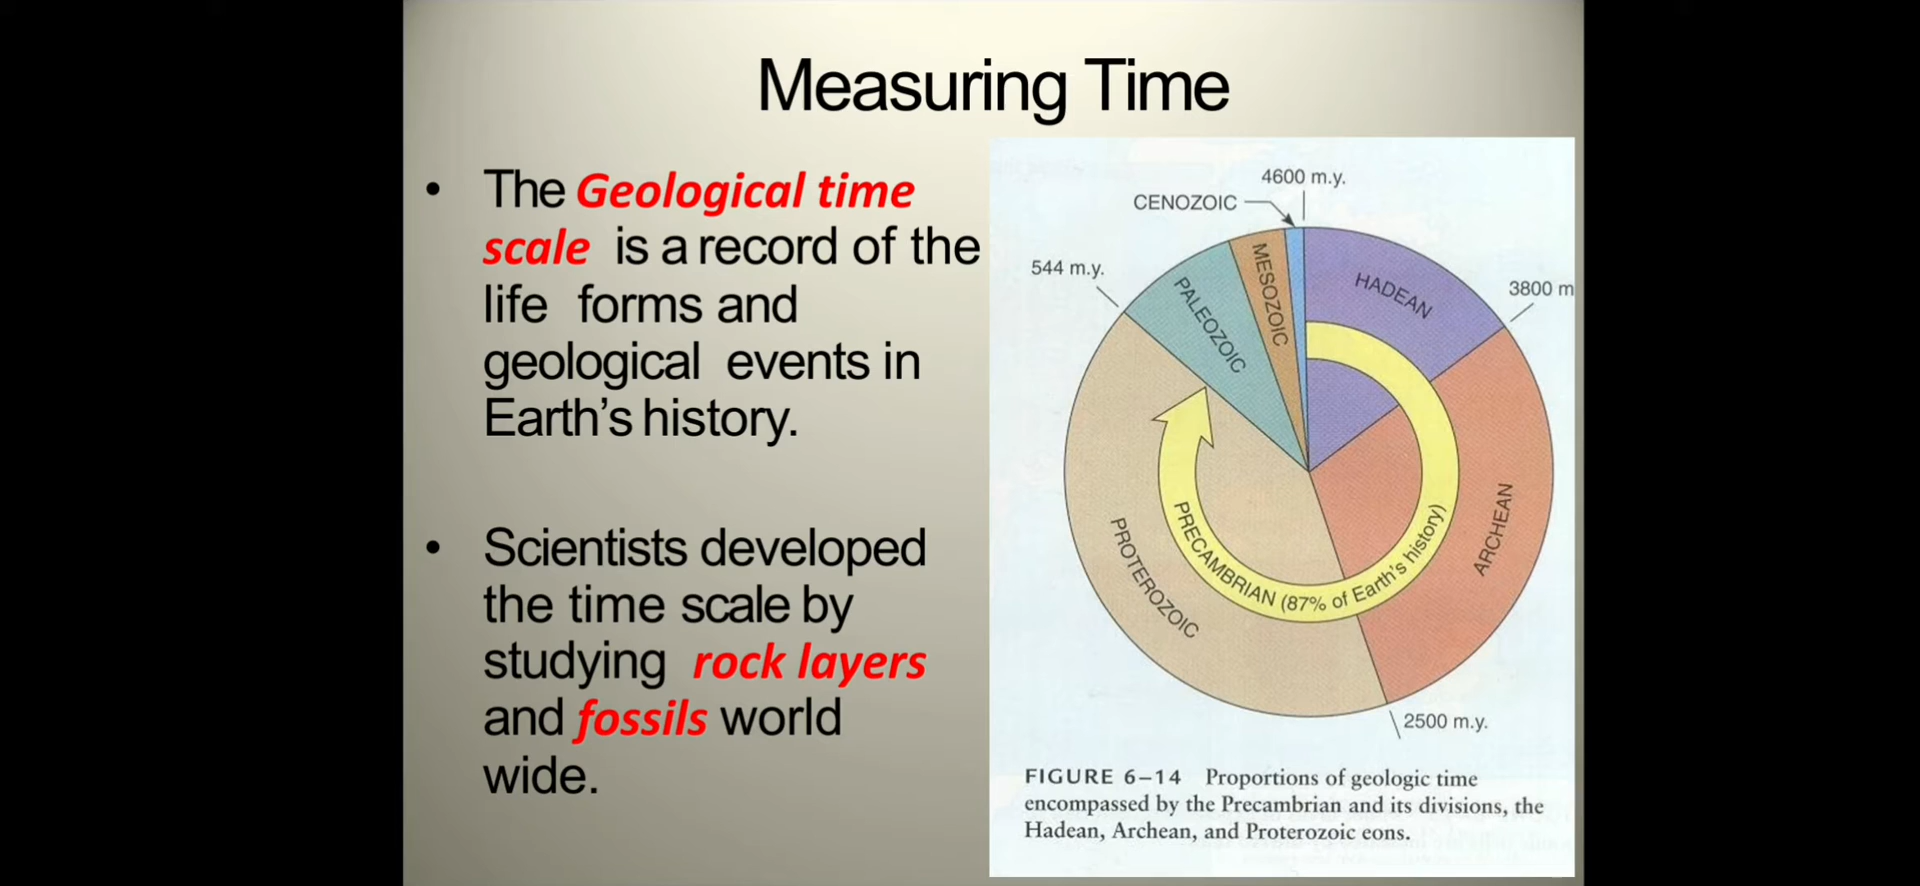 Measuring Time
• The Geological time
scale is a record of the
life forms and
geological events in
Earth’s history.
• Scientists developed
the time scale by
studying rock layers
and fossils world
wide.
4600 m.y.
CENOZOIC
544 m.y.
3800 m
HADEAN
MESOZOIC
PALEOZOIC
ARCHEAN
PROTEROZOIC
PRECAMBRIAN (87% of Earth's history)
2500 m.y.
FIGURE 6–14 Proportions of geologic time
encompassed by the Precambrian and its divisions, the
Hadean, Archean, and Proterozoic eons.